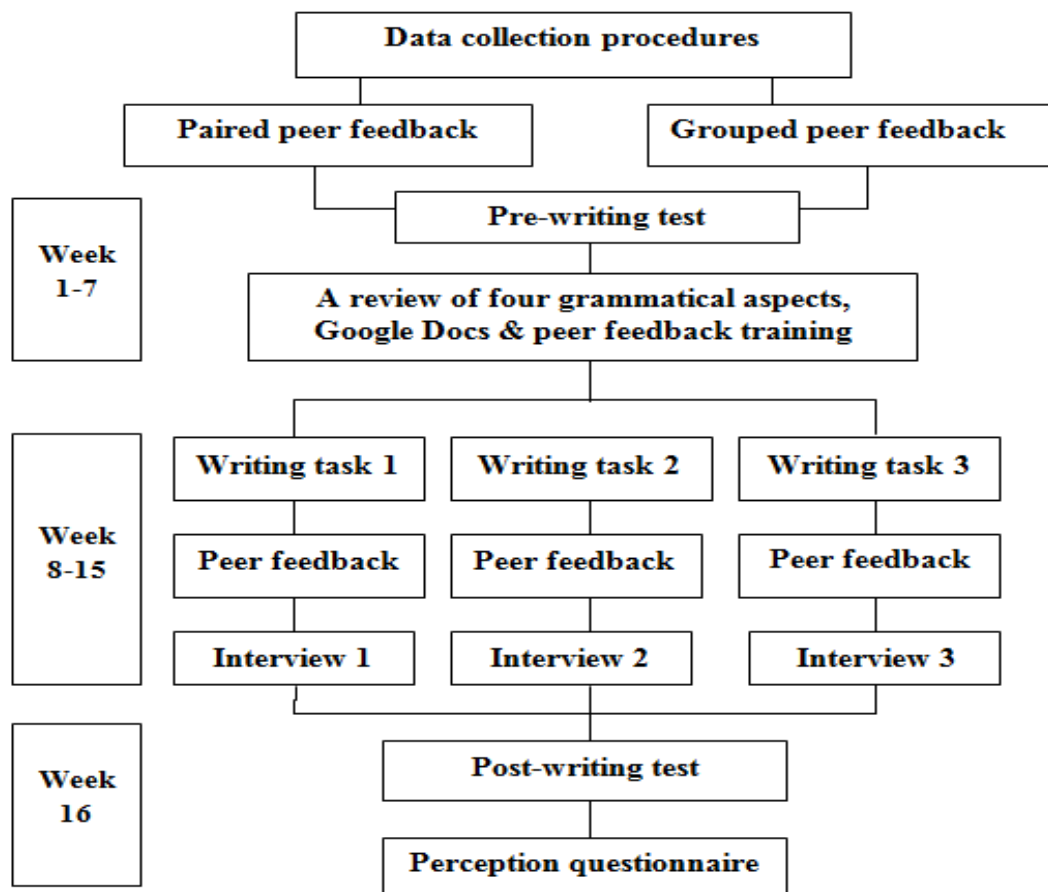 Data collection procedures
Paired peer feedback
Grouped peer feedback
Pre-writing test
Week
1-7
A review of four grammatical aspects,
Google Docs & peer feedback training
Week
8-15
Writing task 1
Writing task 2
Writing task 3
Peer feedback
Peer feedback
Peer feedback
Interview 1
Interview 2
Interview 3
Week
16
Post-writing test
Perception questionnaire